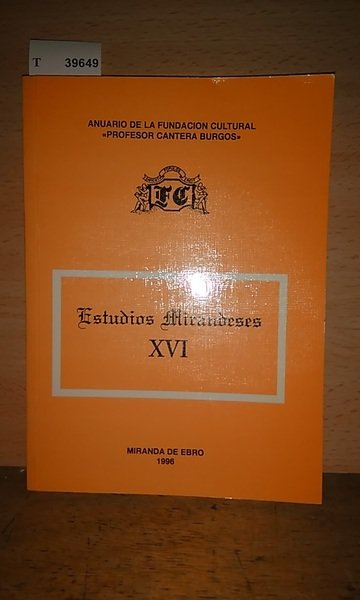 T 39649
ANUARIO DE LA FUNDACION CULTURAL
«PROFESOR CANTERA BURGOS»
FC
Estudios Mirandeses
XVI
MIRANDA DE EBRO
1996